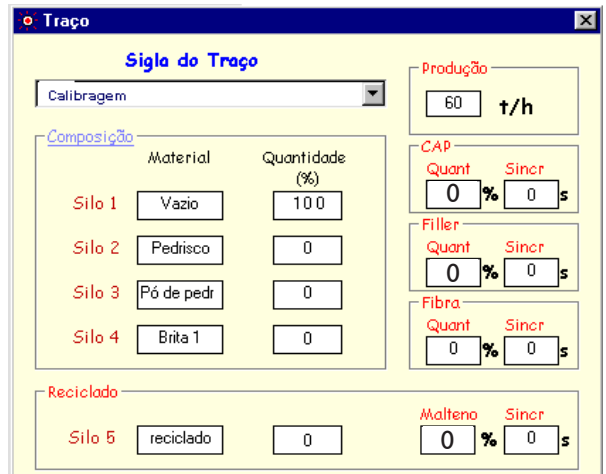 Traço
Sigla do Traço
Calibragem
Composição
Material Quantidade
(%)
Silo 1 Vazio 100
Silo 2 Pedrisco 0
Silo 3 Pó de pedr 0
Silo 4 Brita 1 0
Produção
60 t/h
CAP
Quant Sincr
0 % 0 s
Filler
Quant Sincr
0 % 0 s
Fibra
Quant Sincr
0 % 0 s
Reciclado
Malteno Sincr
Silo 5 reciclado 0 0 % 0 s